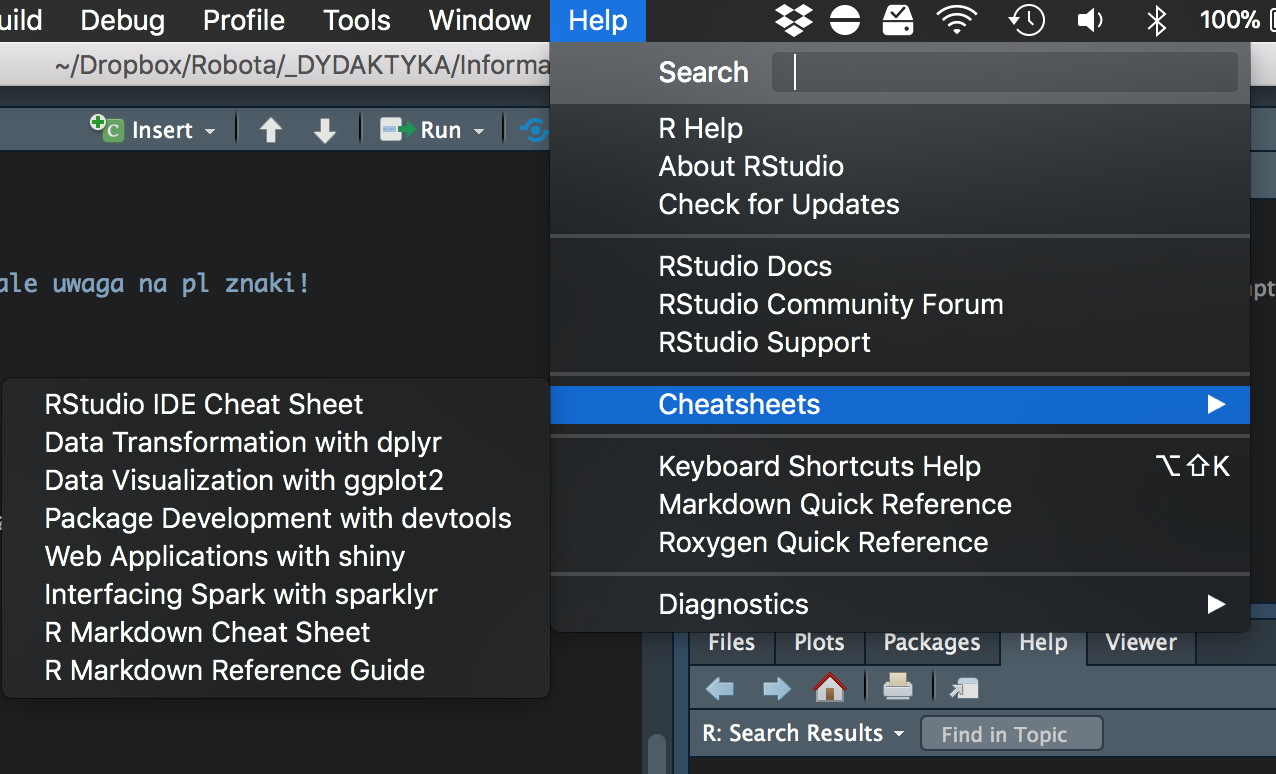 Debug Profile Tools Window Help 100%
~/Dropbox/Robota/_DYDAKTYKA/Informa
Search
C Insert Run
R Help
About RStudio
Check for Updates
ale uwaga na pl znaki!
RStudio Docs
RStudio Community Forum
RStudio Support
Cheatsheets
RStudio IDE Cheat Sheet
Data Transformation with dplyr
Data Visualization with ggplot2
Package Development with devtools
Web Applications with shiny
Interfacing Spark with sparklyr
R Markdown Cheat Sheet
R Markdown Reference Guide
Keyboard Shortcuts Help ⌥⇧K
Markdown Quick Reference
Roxygen Quick Reference
Diagnostics
Files Plots Packages Help Viewer
R: Search Results Find in Topic